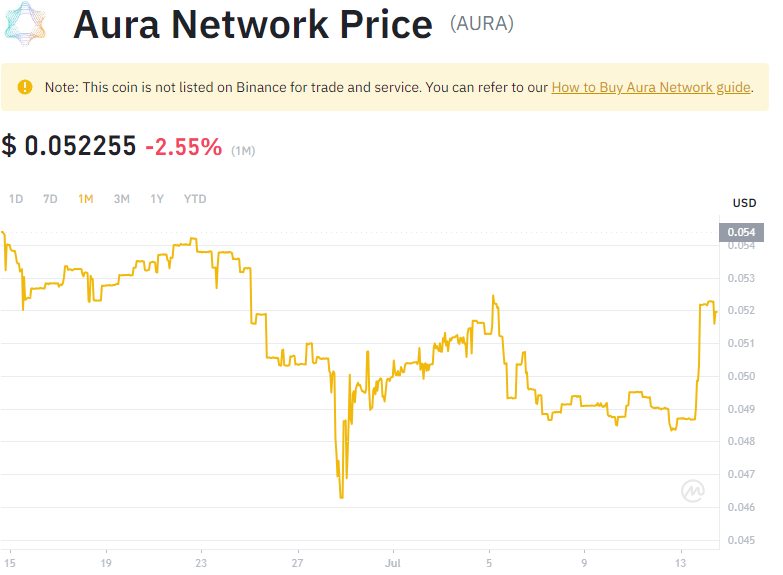 Aura Network Price (AURA)
Note: This coin is not listed on Binance for trade and service. You can refer to our How to Buy Aura Network guide.
$ 0.052255 -2.55% (1M)
1D 7D 1M 3M 1Y YTD
USD
0.054
0.054
0.053
0.052
0.051
0.050
0.049
0.048
0.047
0.046
0.045
15 19 23 27 Jul 5 9 13